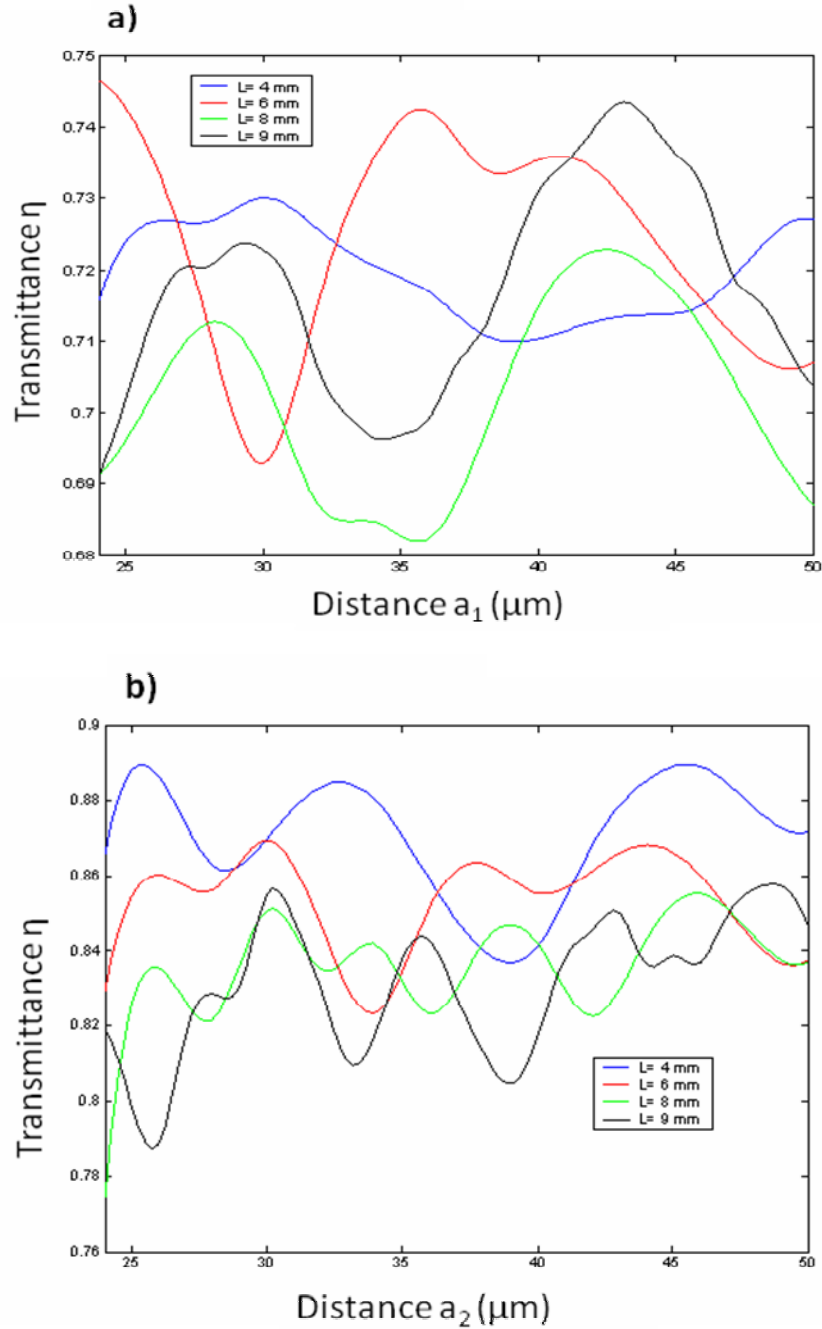 a)
0.75
0.74
0.73
0.72
0.71
0.7
0.69
0.68
Transmittance η
L= 4 mm
L= 6 mm
L= 8 mm
L= 9 mm
25 30 35 40 45 50
Distance a₁ (μm)
b)
0.9
0.88
0.86
0.84
0.82
0.8
0.78
0.76
Transmittance η
L= 4 mm
L= 6 mm
L= 8 mm
L= 9 mm
25 30 35 40 45 50
Distance a₂ (μm)